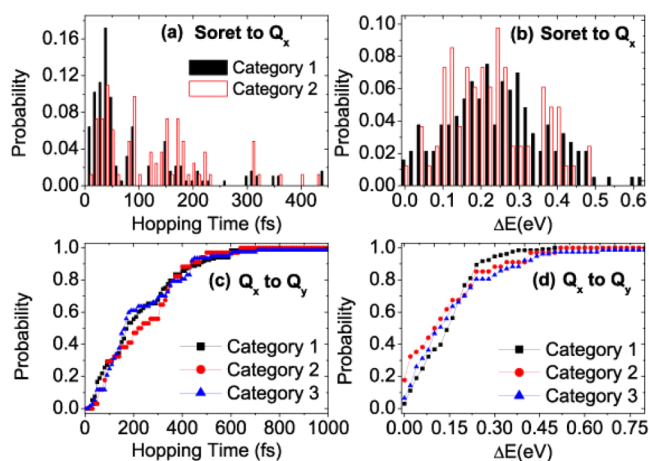 (a) Soret to Qx
Category 1
Category 2
Probability
0.16
0.12
0.08
0.04
0.00
0 100 200 300 400
Hopping Time (fs)
(b) Soret to Qx
Probability
0.10
0.08
0.06
0.04
0.02
0.00
0.0 0.1 0.2 0.3 0.4 0.5 0.6
ΔE(eV)
(c) Qx to Qy
Category 1
Category 2
Category 3
Probability
1.0
0.8
0.6
0.4
0.2
0.0
0 200 400 600 800 1000
Hopping Time (fs)
(d) Qx to Qy
Category 1
Category 2
Category 3
Probability
1.0
0.8
0.6
0.4
0.2
0.0
0.00 0.15 0.30 0.45 0.60 0.75
ΔE(eV)